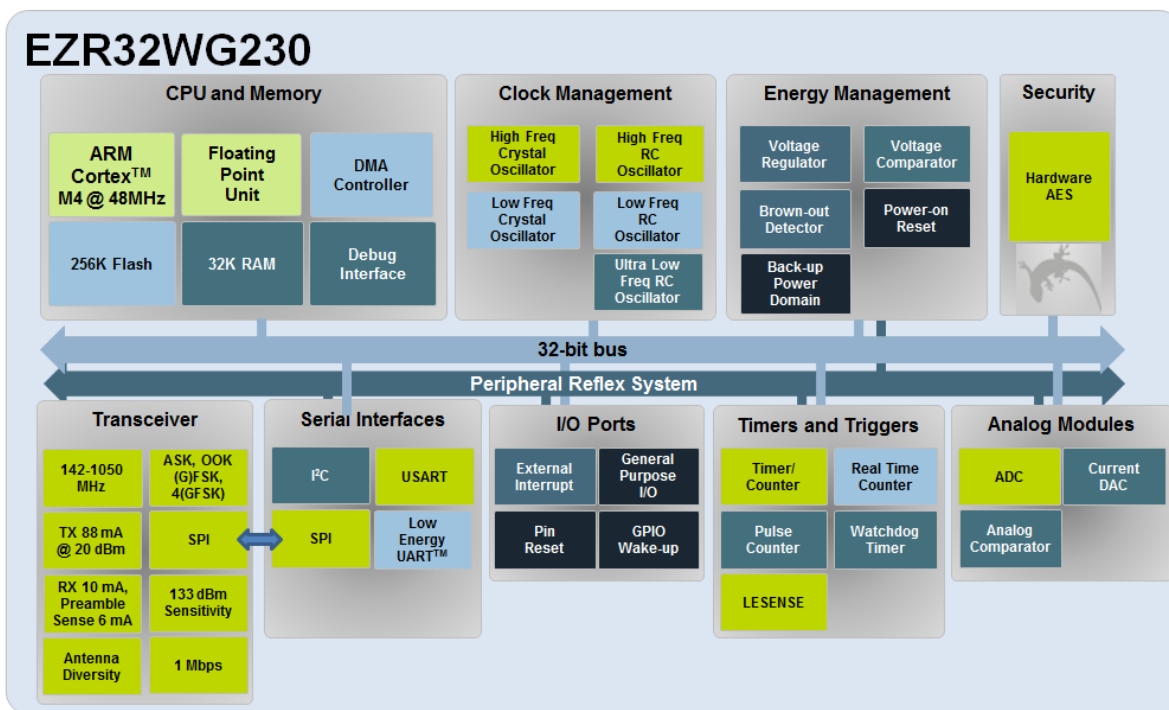 EZR32WG230
CPU and Memory
ARM
Cortex™
M4 @ 48MHz
Floating
Point
Unit
DMA
Controller
256K Flash
32K RAM
Debug
Interface
Clock Management
High Freq
Crystal
Oscillator
High Freq
RC
Oscillator
Low Freq
Crystal
Oscillator
Low Freq
RC
Oscillator
Ultra Low
Freq RC
Oscillator
Energy Management
Voltage
Regulator
Voltage
Comparator
Brown-out
Detector
Power-on
Reset
Back-up
Power
Domain
Security
Hardware
AES
32-bit bus
Peripheral Reflex System
Transceiver
142-1050
MHz
ASK, OOK
(G)FSK,
4(GFSK)
TX 88 mA
@ 20 dBm
SPI
RX 10 mA,
Preamble
Sense 6 mA
133 dBm
Sensitivity
Antenna
Diversity
1 Mbps
Serial Interfaces
I²C
USART
SPI
Low
Energy
UART™
I/O Ports
External
Interrupt
General
Purpose
I/O
Pin
Reset
GPIO
Wake-up
Timers and Triggers
Timer/
Counter
Real Time
Counter
Pulse
Counter
Watchdog
Timer
LESENSE
Analog Modules
ADC
Current
DAC
Analog
Comparator